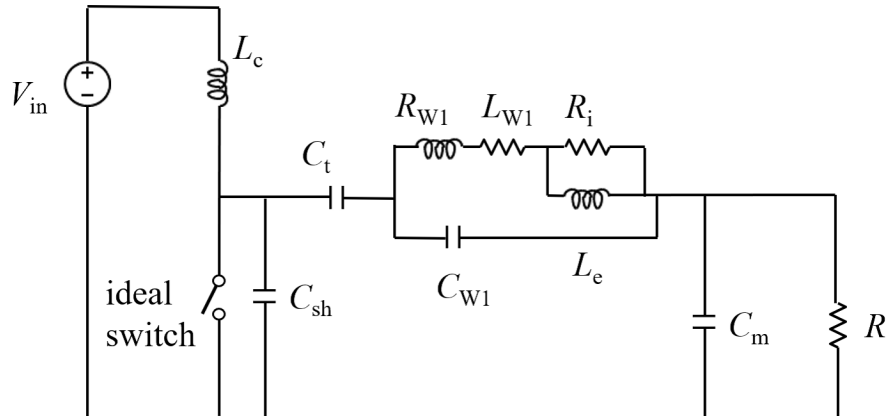 L_c
V_in
R_W1 L_W1 R_i
C_t
L_e
C_W1
ideal
switch
C_sh
C_m
R